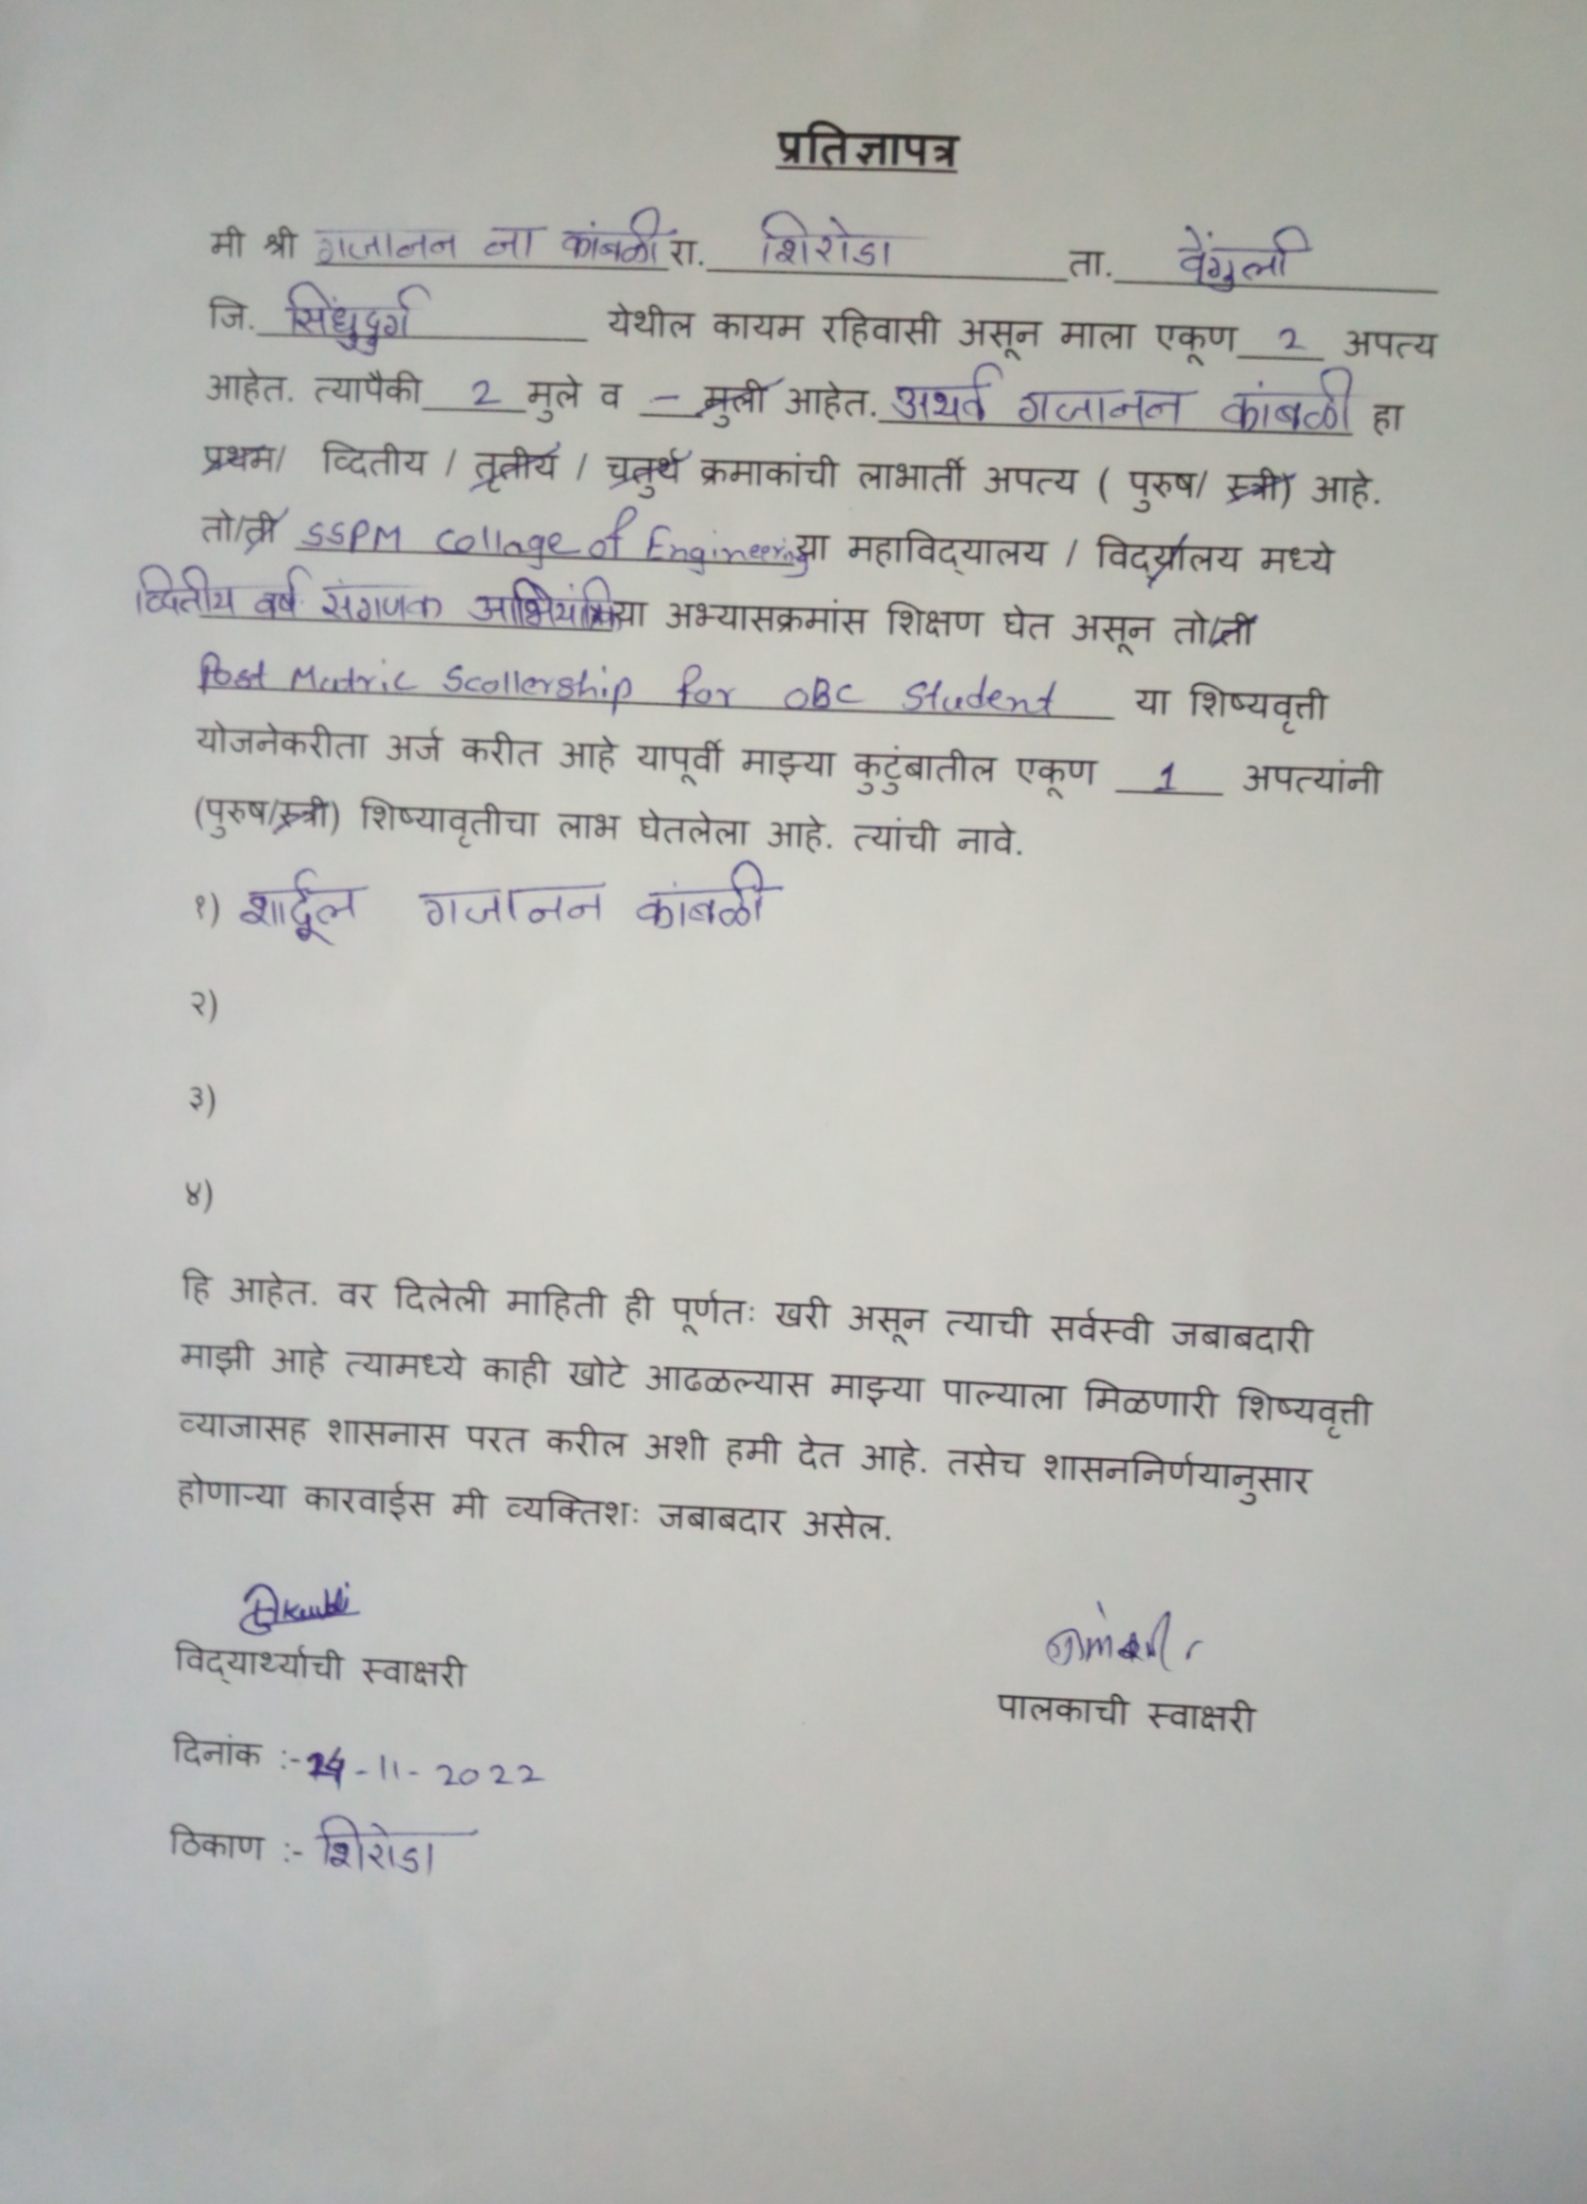 प्रतिज्ञापत्र
मी श्री गजानन ना कांबळी रा. शिरोडा ता. वेंगुर्ला
जि. सिंधुदुर्ग येथील कायम रहिवासी असून माला एकूण 2 अपत्य
आहेत. त्यापैकी 2 मुले व - मुली आहेत. अथर्व गजानन कांबळी हा
प्रथम/ व्दितीय / तृतीय / चतुर्थ क्रमाकांची लाभार्ती अपत्य ( पुरुष/ स्त्री) आहे.
तो/ती SSPM Collage of Engineering या महाविद्यालय / विद्यालय मध्ये
व्दितीय वर्ष संगणक अभियांत्रिकी या अभ्यासक्रमांस शिक्षण घेत असून तो/ती
Post Matric Scollership for OBC Student या शिष्यवृत्ती
योजनेकरीता अर्ज करीत आहे यापूर्वी माझ्या कुटुंबातील एकूण 1 अपत्यांनी
(पुरुष/स्त्री) शिष्यावृतीचा लाभ घेतलेला आहे. त्यांची नावे.
१) शार्दूल गजानन कांबळी
२)
३)
४)
हि आहेत. वर दिलेली माहिती ही पूर्णतः खरी असून त्याची सर्वस्वी जबाबदारी
माझी आहे त्यामध्ये काही खोटे आढळल्यास माझ्या पाल्याला मिळणारी शिष्यवृत्ती
व्याजासह शासनास परत करील अशी हमी देत आहे. तसेच शासननिर्णयानुसार
होणाऱ्या कारवाईस मी व्यक्तिशः जबाबदार असेल.
विद्यार्थ्याची स्वाक्षरी
पालकाची स्वाक्षरी
दिनांक :- 24-11-2022
ठिकाण :- शिरोडा